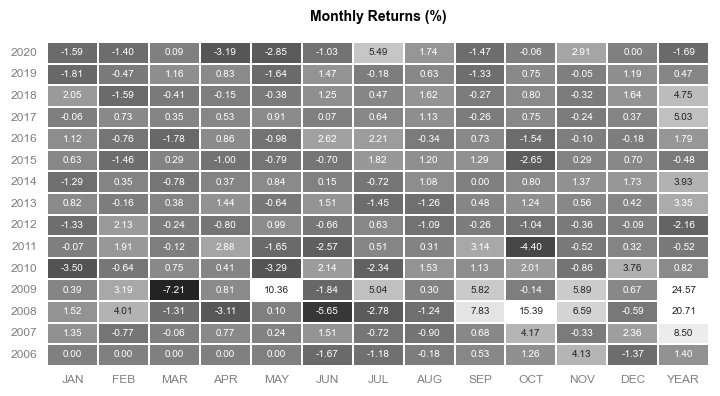 Monthly Returns (%)
2020 -1.59 -1.40 0.09 -3.19 -2.85 -1.03 5.49 1.74 -1.47 -0.06 2.91 0.00 -1.69
2019 -1.81 -0.47 1.16 0.83 -1.64 1.47 -0.18 0.63 -1.33 0.75 -0.05 1.19 0.47
2018 2.05 -1.59 -0.41 -0.15 -0.38 1.25 0.47 1.62 -0.27 0.80 -0.32 1.64 4.75
2017 -0.06 0.73 0.35 0.53 0.91 0.07 0.64 1.13 -0.26 0.75 -0.24 0.37 5.03
2016 1.12 -0.76 -1.78 0.86 -0.98 2.62 2.21 -0.34 0.73 -1.54 -0.10 -0.18 1.79
2015 0.63 -1.46 0.29 -1.00 -0.79 -0.70 1.82 1.20 1.29 -2.65 0.29 0.70 -0.48
2014 -1.29 0.35 -0.78 0.37 0.84 0.15 -0.72 1.08 0.00 0.80 1.37 1.73 3.93
2013 0.82 -0.16 0.38 1.44 -0.64 1.51 -1.45 -1.26 0.48 1.24 0.56 0.42 3.35
2012 -1.33 2.13 -0.24 -0.80 0.99 -0.66 0.63 -1.09 -0.26 -1.04 -0.36 -0.09 -2.16
2011 -0.07 1.91 -0.12 2.88 -1.65 -2.57 0.51 0.31 3.14 -4.40 -0.52 0.32 -0.52
2010 -3.50 -0.64 0.75 0.41 -3.29 2.14 -2.34 1.53 1.13 2.01 -0.86 3.76 0.82
2009 0.39 3.19 -7.21 0.81 10.36 -1.84 5.04 0.30 5.82 -0.14 5.89 0.67 24.57
2008 1.52 4.01 -1.31 -3.11 0.10 -5.65 -2.78 -1.24 7.83 15.39 6.59 -0.59 20.71
2007 1.35 -0.77 -0.06 0.77 0.24 1.51 -0.72 -0.90 0.68 4.17 -0.33 2.36 8.50
2006 0.00 0.00 0.00 0.00 0.00 -1.67 -1.18 -0.18 0.53 1.26 4.13 -1.37 1.40
JAN FEB MAR APR MAY JUN JUL AUG SEP OCT NOV DEC YEAR